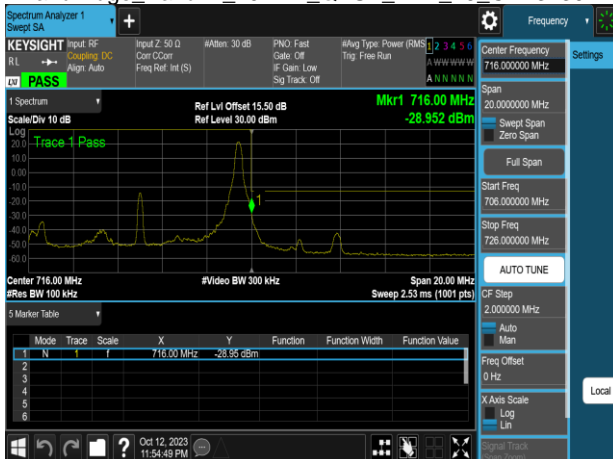 Spectrum Analyzer 1
Swept SA
Frequency
KEYSIGHT
Input: RF
Coupling: DC
Align: Auto
Input Z: 50 Ω
Corr CCorr
Freq Ref: Int (S)
#Atten: 30 dB
PNO: Fast
Gate: Off
IF Gain: Low
Sig Track: Off
#Avg Type: Power (RMS
Trig: Free Run
1 2 3 4 5 6
A W W W W W
A N N N N N
RL
LXI
PASS
1 Spectrum
Scale/Div 10 dB
Ref Lvl Offset 15.50 dB
Ref Level 30.00 dBm
Mkr1 716.00 MHz
-28.952 dBm
Log
Trace 1 Pass
20.0
10.0
0.00
-10.0
-20.0
-30.0
-40.0
-50.0
-60.0
1
Center 716.00 MHz
#Res BW 100 kHz
#Video BW 300 kHz
Span 20.00 MHz
Sweep 2.53 ms (1001 pts)
5 Marker Table
Mode Trace Scale X Y Function Function Width Function Value
1 N 1 f 716.00 MHz -28.95 dBm
2
3
4
5
6
Oct 12, 2023
11:54:49 PM
Center Frequency
716.000000 MHz
Settings
Span
20.0000000 MHz
Swept Span
Zero Span
Full Span
Start Freq
706.000000 MHz
Stop Freq
726.000000 MHz
AUTO TUNE
CF Step
2.000000 MHz
Auto
Man
Freq Offset
0 Hz
Local
X Axis Scale
Log
Lin
Signal Track
(Span Zoom)